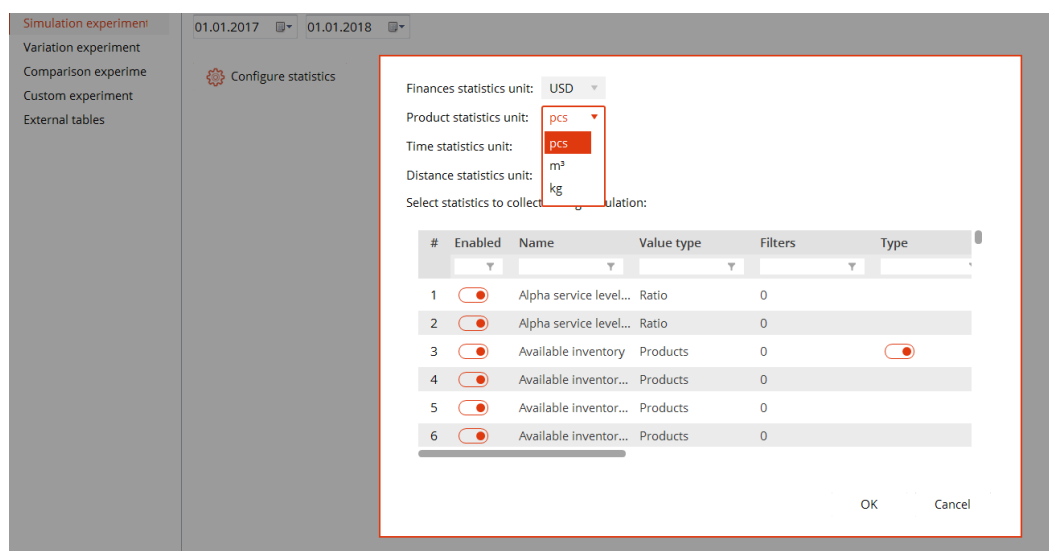 Simulation experiment
01.01.2017 01.01.2018
Variation experiment
Comparison experime
Custom experiment
External tables
Configure statistics
Finances statistics unit: USD
Product statistics unit: pcs
Time statistics unit: pcs
m³
Distance statistics unit:
kg
Select statistics to collect ulation:
# Enabled Name Value type Filters Type
1 Alpha service level... Ratio 0
2 Alpha service level... Ratio 0
3 Available inventory Products 0
4 Available inventor... Products 0
5 Available inventor... Products 0
6 Available inventor... Products 0
OK Cancel